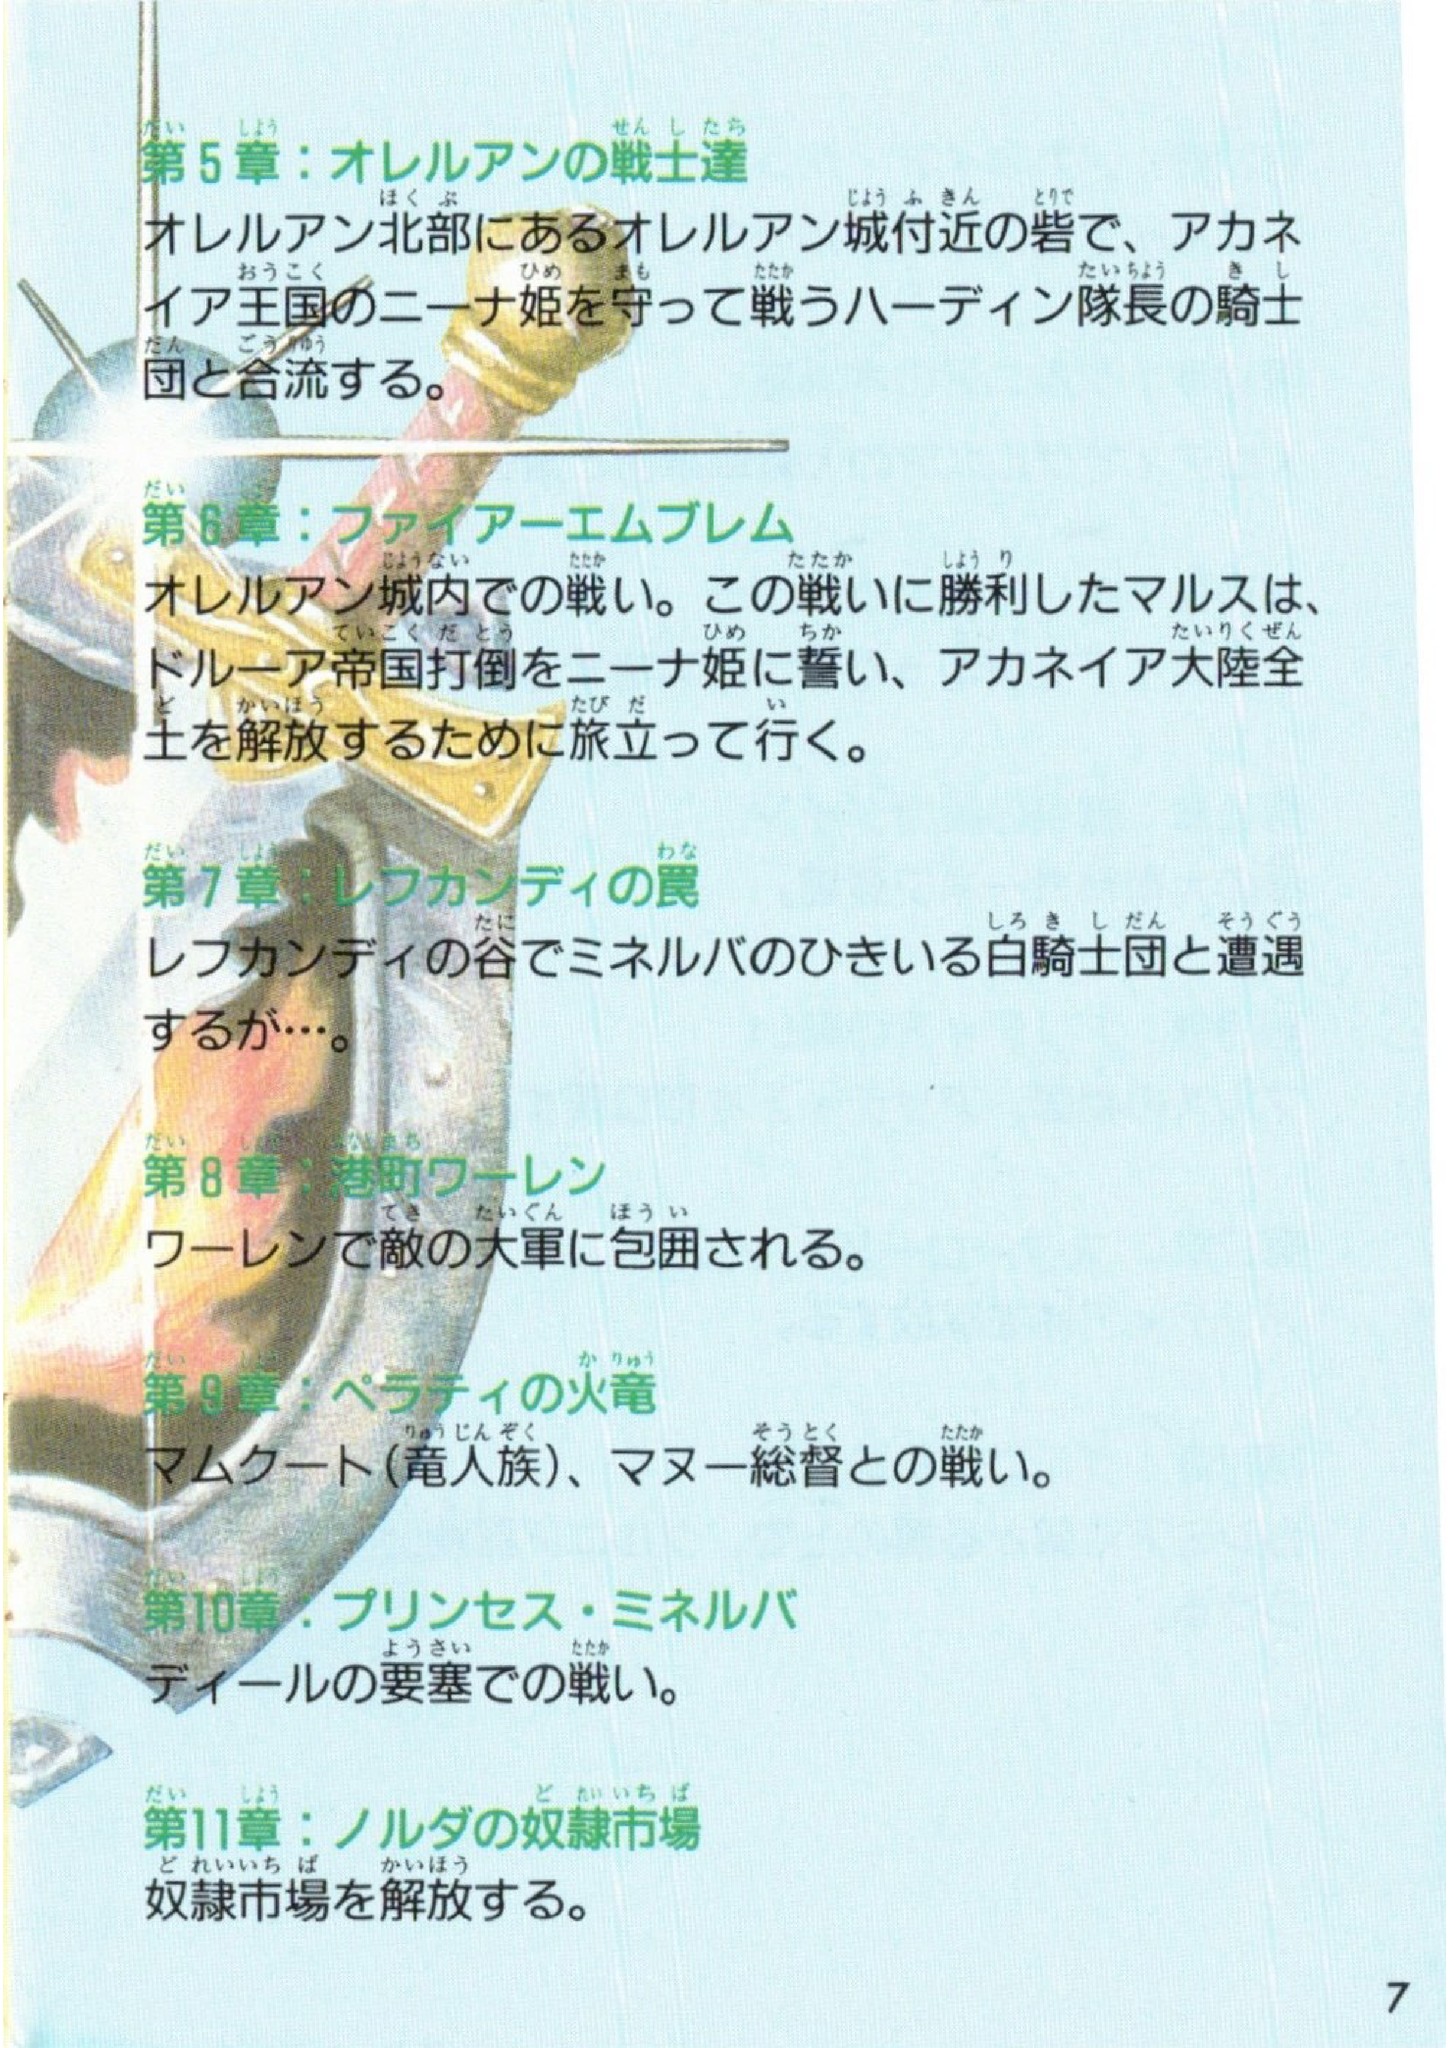 第5章：オレルアンの戦士達
オレルアン北部にあるオレルアン城付近の砦で、アカネ
イア王国のニーナ姫を守って戦うハーディン隊長の騎士
団と合流する。
第6章：ファイアーエムブレム
オレルアン城内での戦い。この戦いに勝利したマルスは、
ドルーア帝国打倒をニーナ姫に誓い、アカネイア大陸全
土を解放するために旅立って行く。
第7章：レフカンディの罠
レフカンディの谷でミネルバのひきいる白騎士団と遭遇
するが…。
第8章：港町ワーレン
ワーレンで敵の大軍に包囲される。
第9章：ペラティの火竜
マムクート（竜人族）、マヌー総督との戦い。
第10章：プリンセス・ミネルバ
ディールの要塞での戦い。
第11章：ノルダの奴隷市場
奴隷市場を解放する。
7